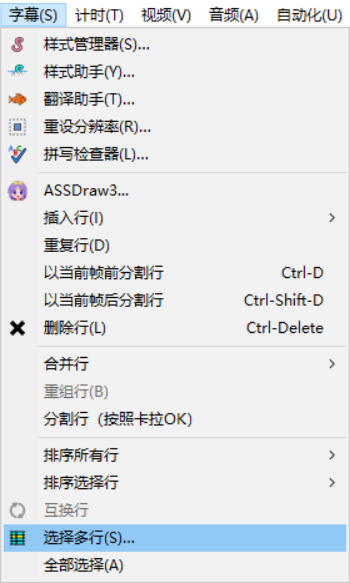 字幕(S) 计时(T) 视频(V) 音频(A) 自动化(U)
样式管理器(S)...
样式助手(Y)...
翻译助手(T)...
重设分辨率(R)...
拼写检查器(L)...
ASSDraw3...
插入行(I)
重复行(D)
以当前帧前分割行 Ctrl-D
以当前帧后分割行 Ctrl-Shift-D
删除行(L) Ctrl-Delete
合并行
重组行(B)
分割行（按照卡拉OK）
排序所有行
排序选择行
互换行
选择多行(S)...
全部选择(A)